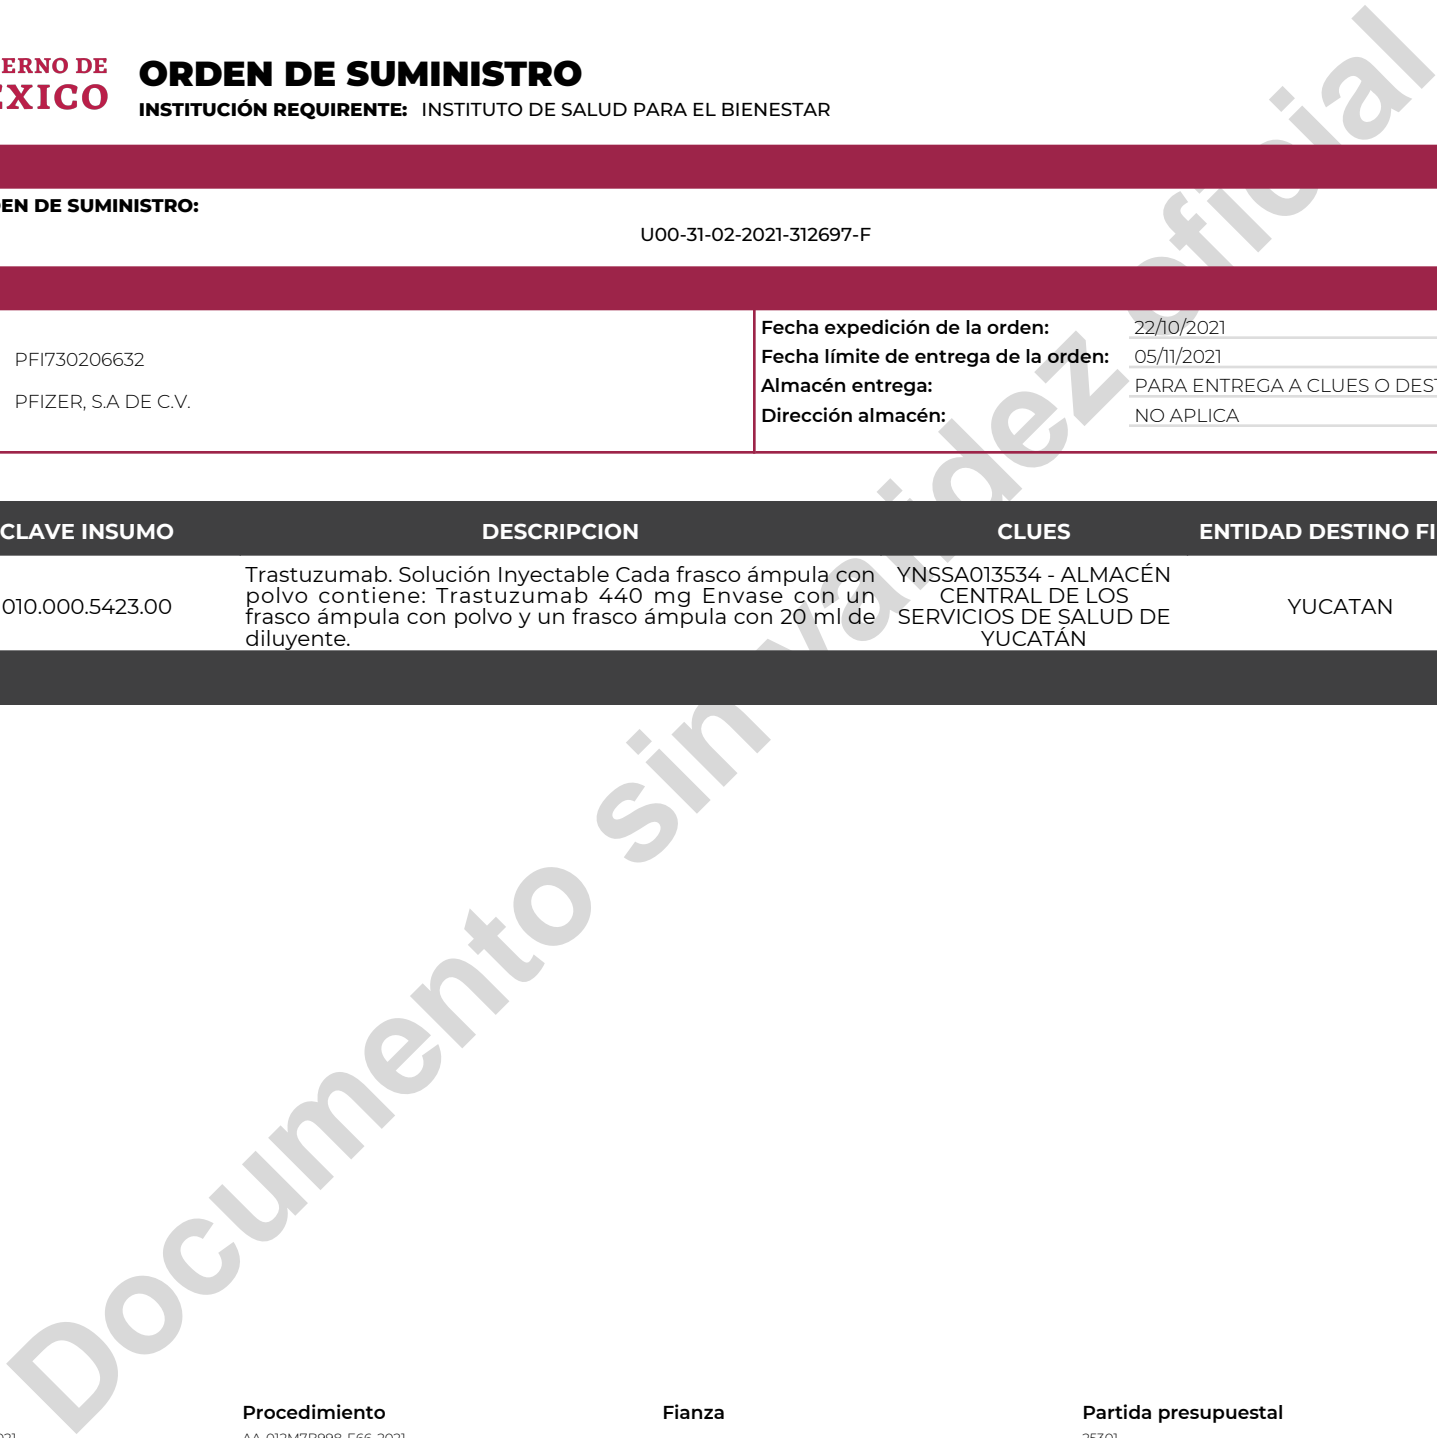 ERNO DE
EXICO
ORDEN DE SUMINISTRO
INSTITUCIÓN REQUIRENTE: INSTITUTO DE SALUD PARA EL BIENESTAR
EN DE SUMINISTRO:
U00-31-02-2021-312697-F
PFI730206632
PFIZER, S.A DE C.V.
Fecha expedición de la orden: 22/10/2021
Fecha límite de entrega de la orden: 05/11/2021
Almacén entrega: PARA ENTREGA A CLUES O DEST
Dirección almacén: NO APLICA
CLAVE INSUMO DESCRIPCION CLUES ENTIDAD DESTINO FI
010.000.5423.00
Trastuzumab. Solución Inyectable Cada frasco ámpula con
polvo contiene: Trastuzumab 440 mg Envase con un
frasco ámpula con polvo y un frasco ámpula con 20 ml de
diluyente.
YNSSA013534 - ALMACÉN
CENTRAL DE LOS
SERVICIOS DE SALUD DE
YUCATÁN
YUCATAN
Documento sin validez oficial
Procedimiento Fianza Partida presupuestal